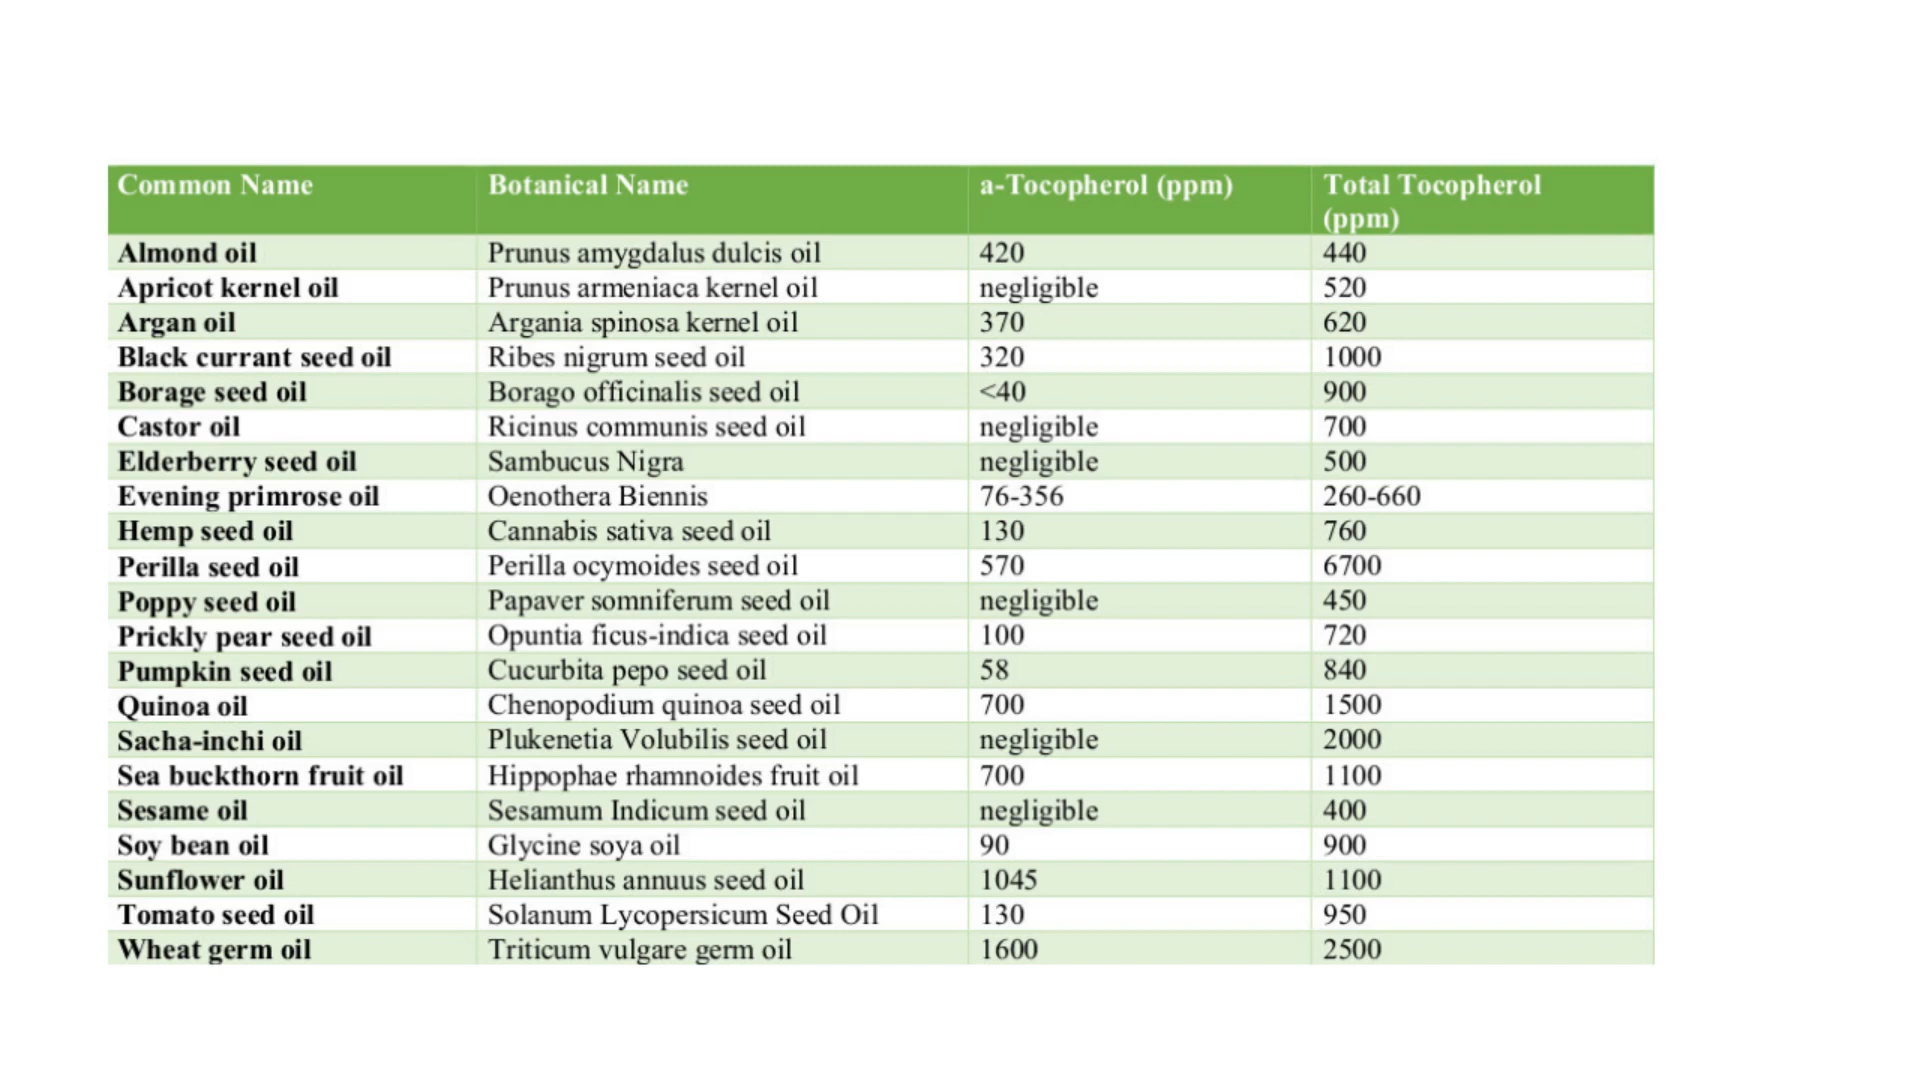 Common Name Botanical Name a-Tocopherol (ppm) Total Tocopherol
(ppm)
Almond oil Prunus amygdalus dulcis oil 420 440
Apricot kernel oil Prunus armeniaca kernel oil negligible 520
Argan oil Argania spinosa kernel oil 370 620
Black currant seed oil Ribes nigrum seed oil 320 1000
Borage seed oil Borago officinalis seed oil <40 900
Castor oil Ricinus communis seed oil negligible 700
Elderberry seed oil Sambucus Nigra negligible 500
Evening primrose oil Oenothera Biennis 76-356 260-660
Hemp seed oil Cannabis sativa seed oil 130 760
Perilla seed oil Perilla ocymoides seed oil 570 6700
Poppy seed oil Papaver somniferum seed oil negligible 450
Prickly pear seed oil Opuntia ficus-indica seed oil 100 720
Pumpkin seed oil Cucurbita pepo seed oil 58 840
Quinoa oil Chenopodium quinoa seed oil 700 1500
Sacha-inchi oil Plukenetia Volubilis seed oil negligible 2000
Sea buckthorn fruit oil Hippophae rhamnoides fruit oil 700 1100
Sesame oil Sesamum Indicum seed oil negligible 400
Soy bean oil Glycine soya oil 90 900
Sunflower oil Helianthus annuus seed oil 1045 1100
Tomato seed oil Solanum Lycopersicum Seed Oil 130 950
Wheat germ oil Triticum vulgare germ oil 1600 2500